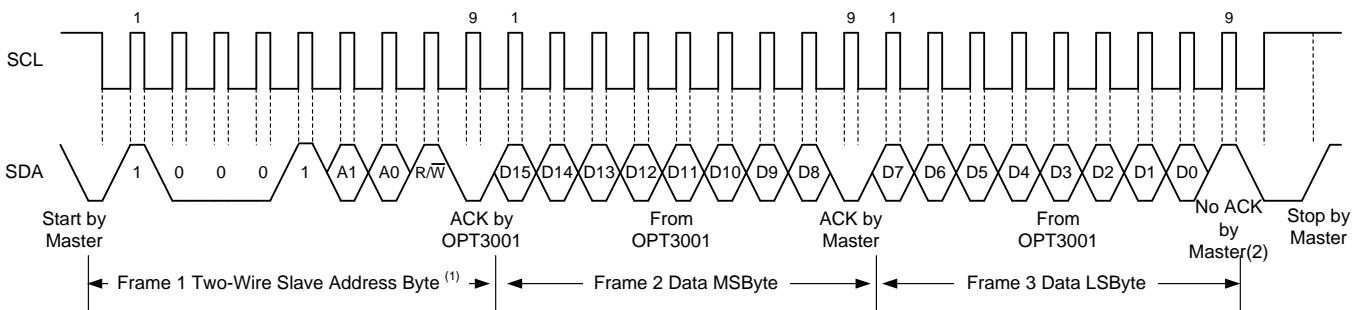 1 9 1 9 1 9
SCL
SDA
1 0 0 0 1 A1 A0 R/W̅ D15 D14 D13 D12 D11 D10 D9 D8 D7 D6 D5 D4 D3 D2 D1 D0
Start by
Master
ACK by
OPT3001
From
OPT3001
ACK by
Master
From
OPT3001
No ACK
by
Master(2)
Stop by
Master
Frame 1 Two-Wire Slave Address Byte (1)
Frame 2 Data MSByte
Frame 3 Data LSByte